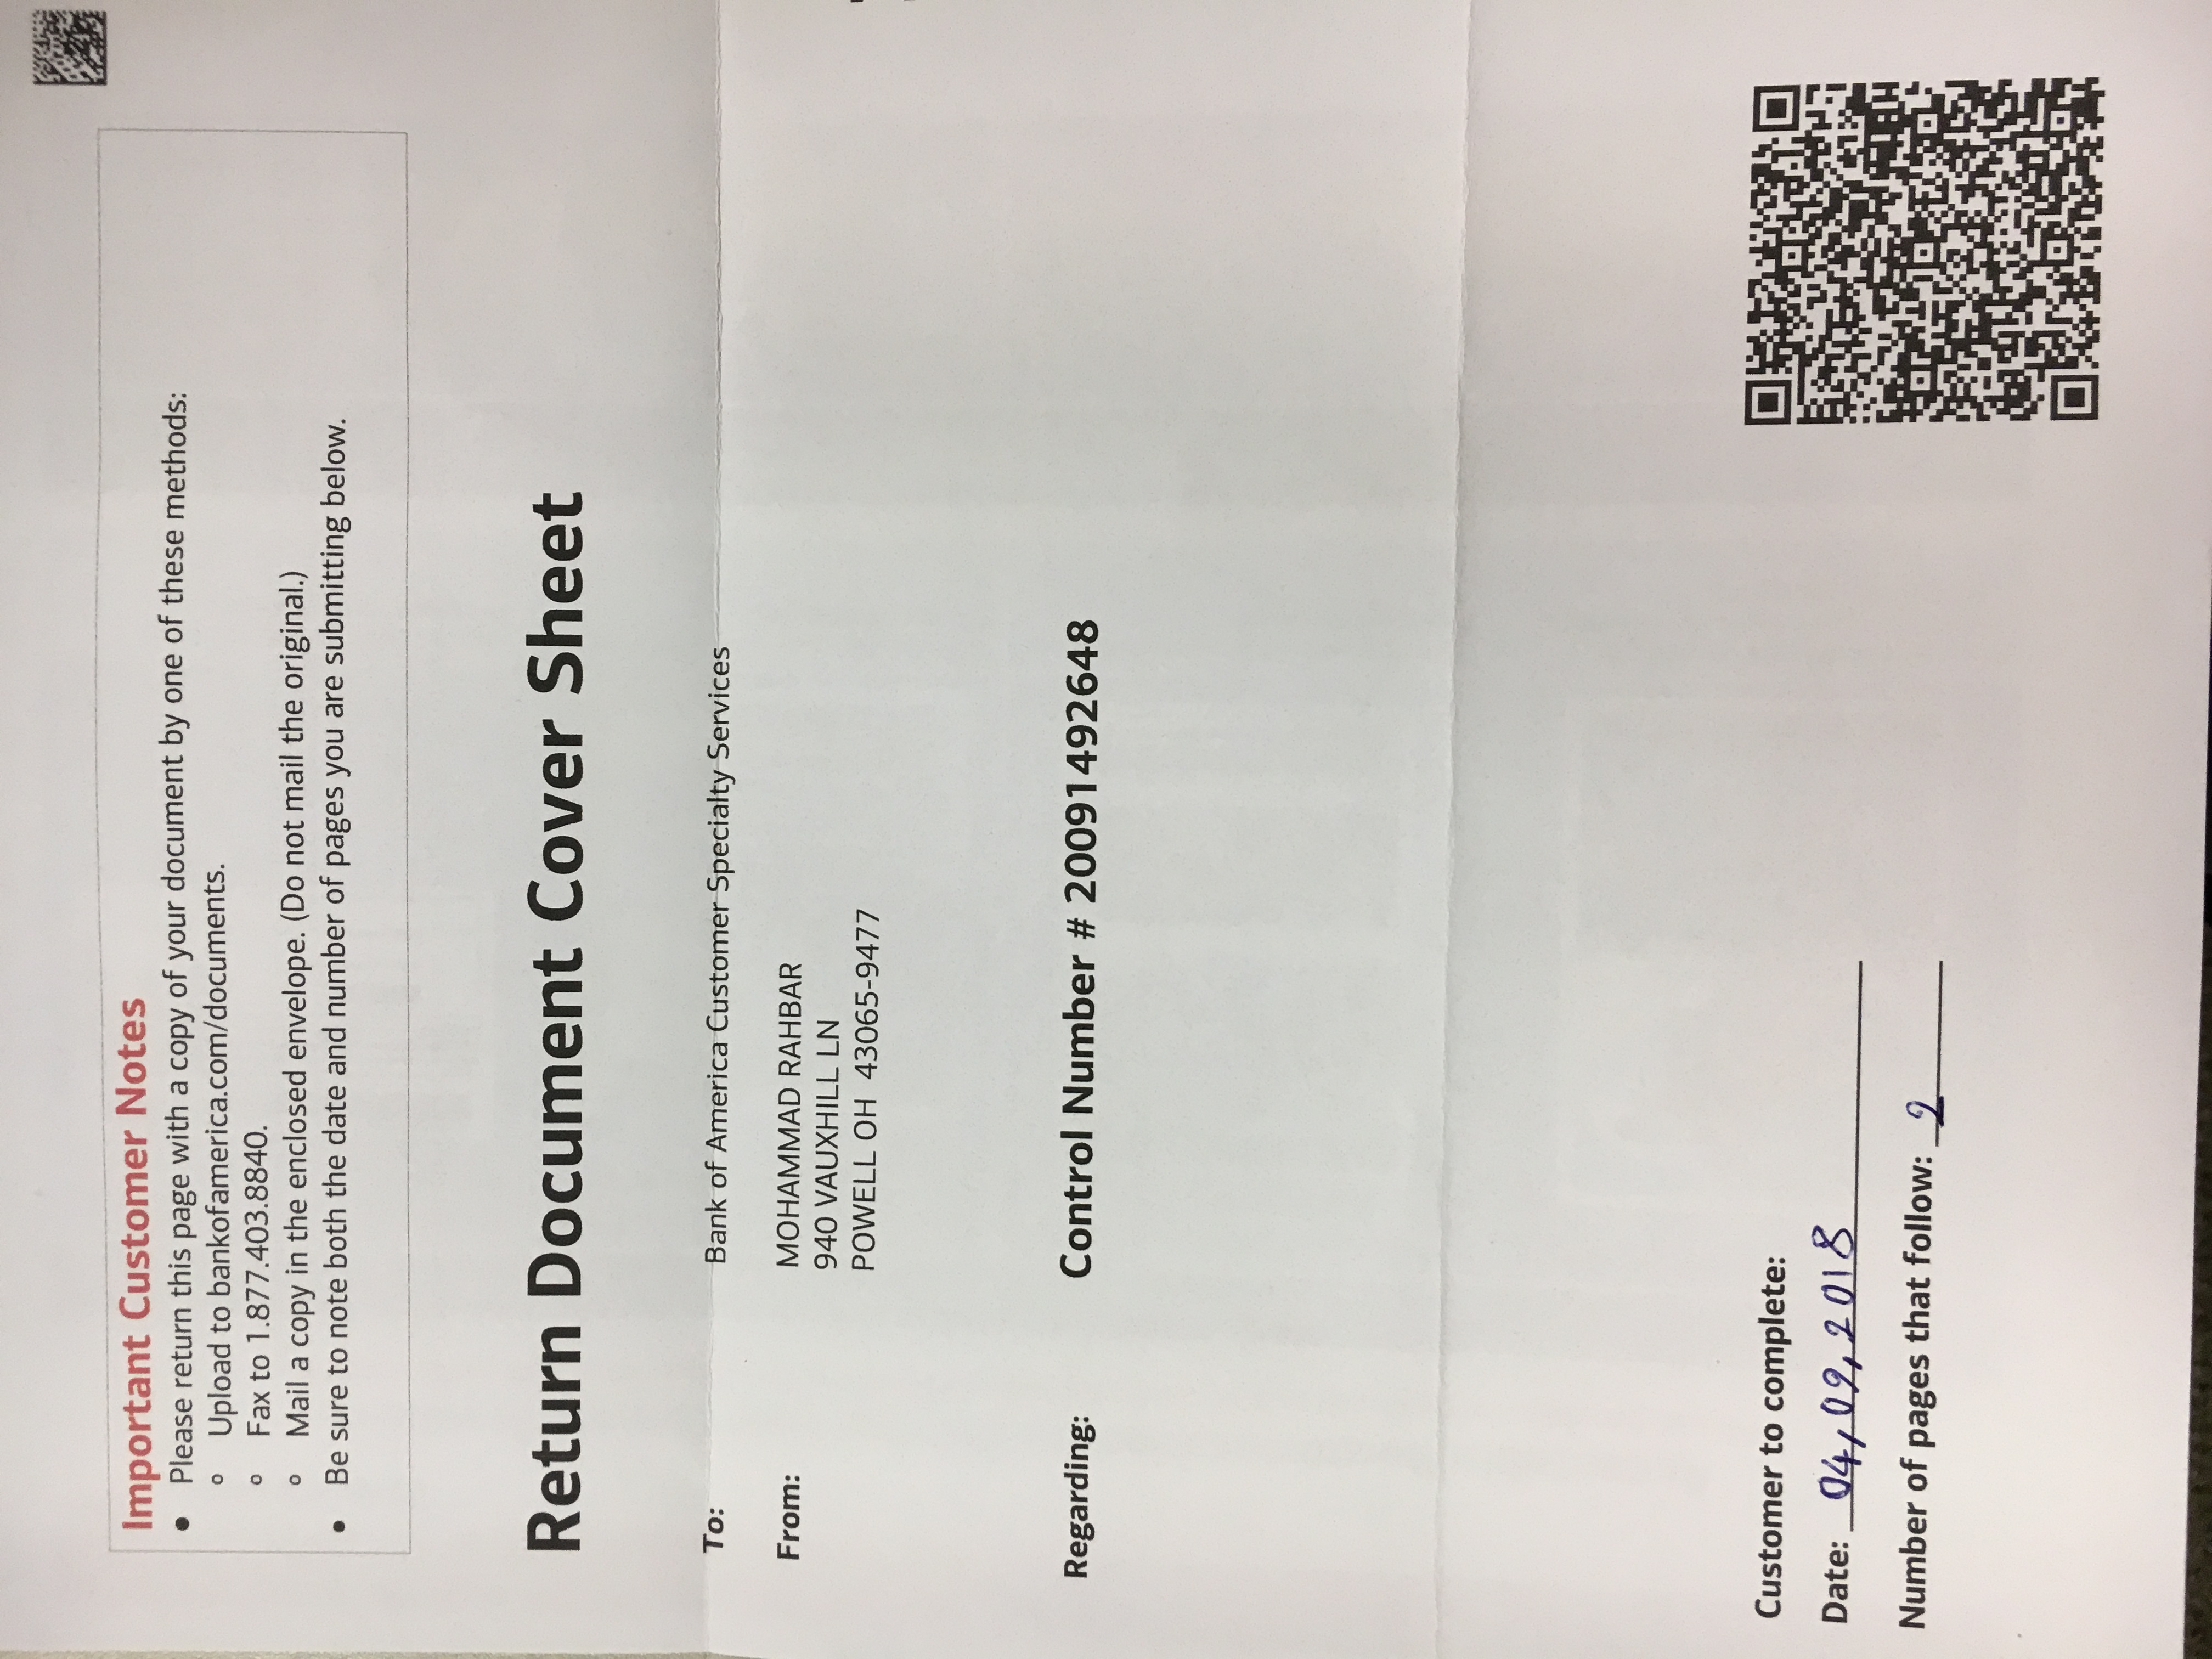 Important Customer Notes
• Please return this page with a copy of your document by one of these methods:
o Upload to bankofamerica.com/documents.
o Fax to 1.877.403.8840.
o Mail a copy in the enclosed envelope. (Do not mail the original.)
• Be sure to note both the date and number of pages you are submitting below.
Return Document Cover Sheet
To: Bank of America Customer Specialty Services
From: MOHAMMAD RAHBAR
940 VAUXHILL LN
POWELL OH 43065-9477
Regarding: Control Number # 20091492648
Customer to complete:
Date: 04,09,2018
Number of pages that follow: 2